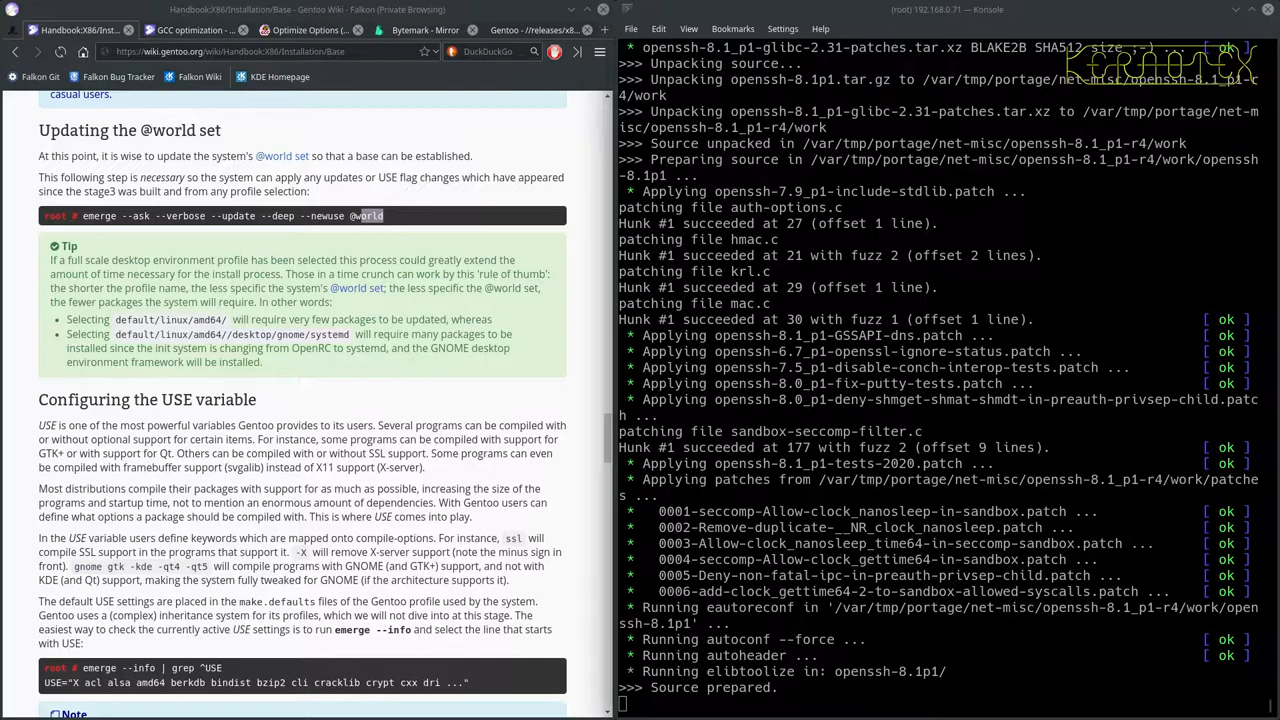 Handbook:X86/Installation/Base - Gentoo Wiki - Falkon (Private Browsing)
Handbook:X86/Inst
GCC optimization -
Optimize Options (
Bytemark - Mirror
Gentoo - //releases/x8
https://wiki.gentoo.org/wiki/Handbook:X86/Installation/Base
DuckDuckGo
Falkon Git
Falkon Bug Tracker
Falkon Wiki
KDE Homepage
casual users.
Updating the @world set
At this point, it is wise to update the system's @world set so that a base can be established.
This following step is necessary so the system can apply any updates or USE flag changes which have appeared
since the stage3 was built and from any profile selection:
root # emerge --ask --verbose --update --deep --newuse @world
Tip
If a full scale desktop environment profile has been selected this process could greatly extend the
amount of time necessary for the install process. Those in a time crunch can work by this 'rule of thumb':
the shorter the profile name, the less specific the system's @world set; the less specific the @world set,
the fewer packages the system will require. In other words:
• Selecting default/linux/amd64/ will require very few packages to be updated, whereas
• Selecting default/linux/amd64//desktop/gnome/systemd will require many packages to be
installed since the init system is changing from OpenRC to systemd, and the GNOME desktop
environment framework will be installed.
Configuring the USE variable
USE is one of the most powerful variables Gentoo provides to its users. Several programs can be compiled with
or without optional support for certain items. For instance, some programs can be compiled with support for
GTK+ or with support for Qt. Others can be compiled with or without SSL support. Some programs can even
be compiled with framebuffer support (svgalib) instead of X11 support (X-server).
Most distributions compile their packages with support for as much as possible, increasing the size of the
programs and startup time, not to mention an enormous amount of dependencies. With Gentoo users can
define what options a package should be compiled with. This is where USE comes into play.
In the USE variable users define keywords which are mapped onto compile-options. For instance, ssl will
compile SSL support in the programs that support it. -X will remove X-server support (note the minus sign in
front). gnome gtk -kde -qt4 -qt5 will compile programs with GNOME (and GTK+) support, and not with
KDE (and Qt) support, making the system fully tweaked for GNOME (if the architecture supports it).
The default USE settings are placed in the make.defaults files of the Gentoo profile used by the system.
Gentoo uses a (complex) inheritance system for its profiles, which we will not dive into at this stage. The
easiest way to check the currently active USE settings is to run emerge --info and select the line that starts
with USE:
root # emerge --info | grep ^USE
USE="X acl alsa amd64 berkdb bindist bzip2 cli cracklib crypt cxx dri ..."
Note
(root) 192.168.0.71 — Konsole
File Edit View Bookmarks Settings Help
* openssh-8.1_p1-glibc-2.31-patches.tar.xz BLAKE2B SHA512 size ;-) ... [ ok ]
>>> Unpacking source...
>>> Unpacking openssh-8.1p1.tar.gz to /var/tmp/portage/net-misc/openssh-8.1_p1-r
4/work
>>> Unpacking openssh-8.1_p1-glibc-2.31-patches.tar.xz to /var/tmp/portage/net-m
isc/openssh-8.1_p1-r4/work
>>> Source unpacked in /var/tmp/portage/net-misc/openssh-8.1_p1-r4/work
>>> Preparing source in /var/tmp/portage/net-misc/openssh-8.1_p1-r4/work/openssh
-8.1p1 ...
* Applying openssh-7.9_p1-include-stdlib.patch ...
patching file auth-options.c
Hunk #1 succeeded at 27 (offset 1 line).
patching file hmac.c
Hunk #1 succeeded at 21 with fuzz 2 (offset 2 lines).
patching file krl.c
Hunk #1 succeeded at 29 (offset 1 line).
patching file mac.c
Hunk #1 succeeded at 30 with fuzz 1 (offset 1 line). [ ok ]
* Applying openssh-8.1_p1-GSSAPI-dns.patch ... [ ok ]
* Applying openssh-6.7_p1-openssl-ignore-status.patch ... [ ok ]
* Applying openssh-7.5_p1-disable-conch-interop-tests.patch ... [ ok ]
* Applying openssh-8.0_p1-fix-putty-tests.patch ... [ ok ]
* Applying openssh-8.0_p1-deny-shmget-shmat-shmdt-in-preauth-privsep-child.patc
h ...
patching file sandbox-seccomp-filter.c
Hunk #1 succeeded at 177 with fuzz 2 (offset 9 lines). [ ok ]
* Applying openssh-8.1_p1-tests-2020.patch ... [ ok ]
* Applying patches from /var/tmp/portage/net-misc/openssh-8.1_p1-r4/work/patche
s ...
* 0001-seccomp-Allow-clock_nanosleep-in-sandbox.patch ... [ ok ]
* 0002-Remove-duplicate-__NR_clock_nanosleep.patch ... [ ok ]
* 0003-Allow-clock_nanosleep_time64-in-seccomp-sandbox.patch ... [ ok ]
* 0004-seccomp-Allow-clock_gettime64-in-sandbox.patch ... [ ok ]
* 0005-Deny-non-fatal-ipc-in-preauth-privsep-child.patch ... [ ok ]
* 0006-add-clock_gettime64-2-to-sandbox-allowed-syscalls.patch ... [ ok ]
* Running eautoreconf in '/var/tmp/portage/net-misc/openssh-8.1_p1-r4/work/open
ssh-8.1p1' ...
* Running autoconf --force ... [ ok ]
* Running autoheader ... [ ok ]
* Running elibtoolize in: openssh-8.1p1/
>>> Source prepared.